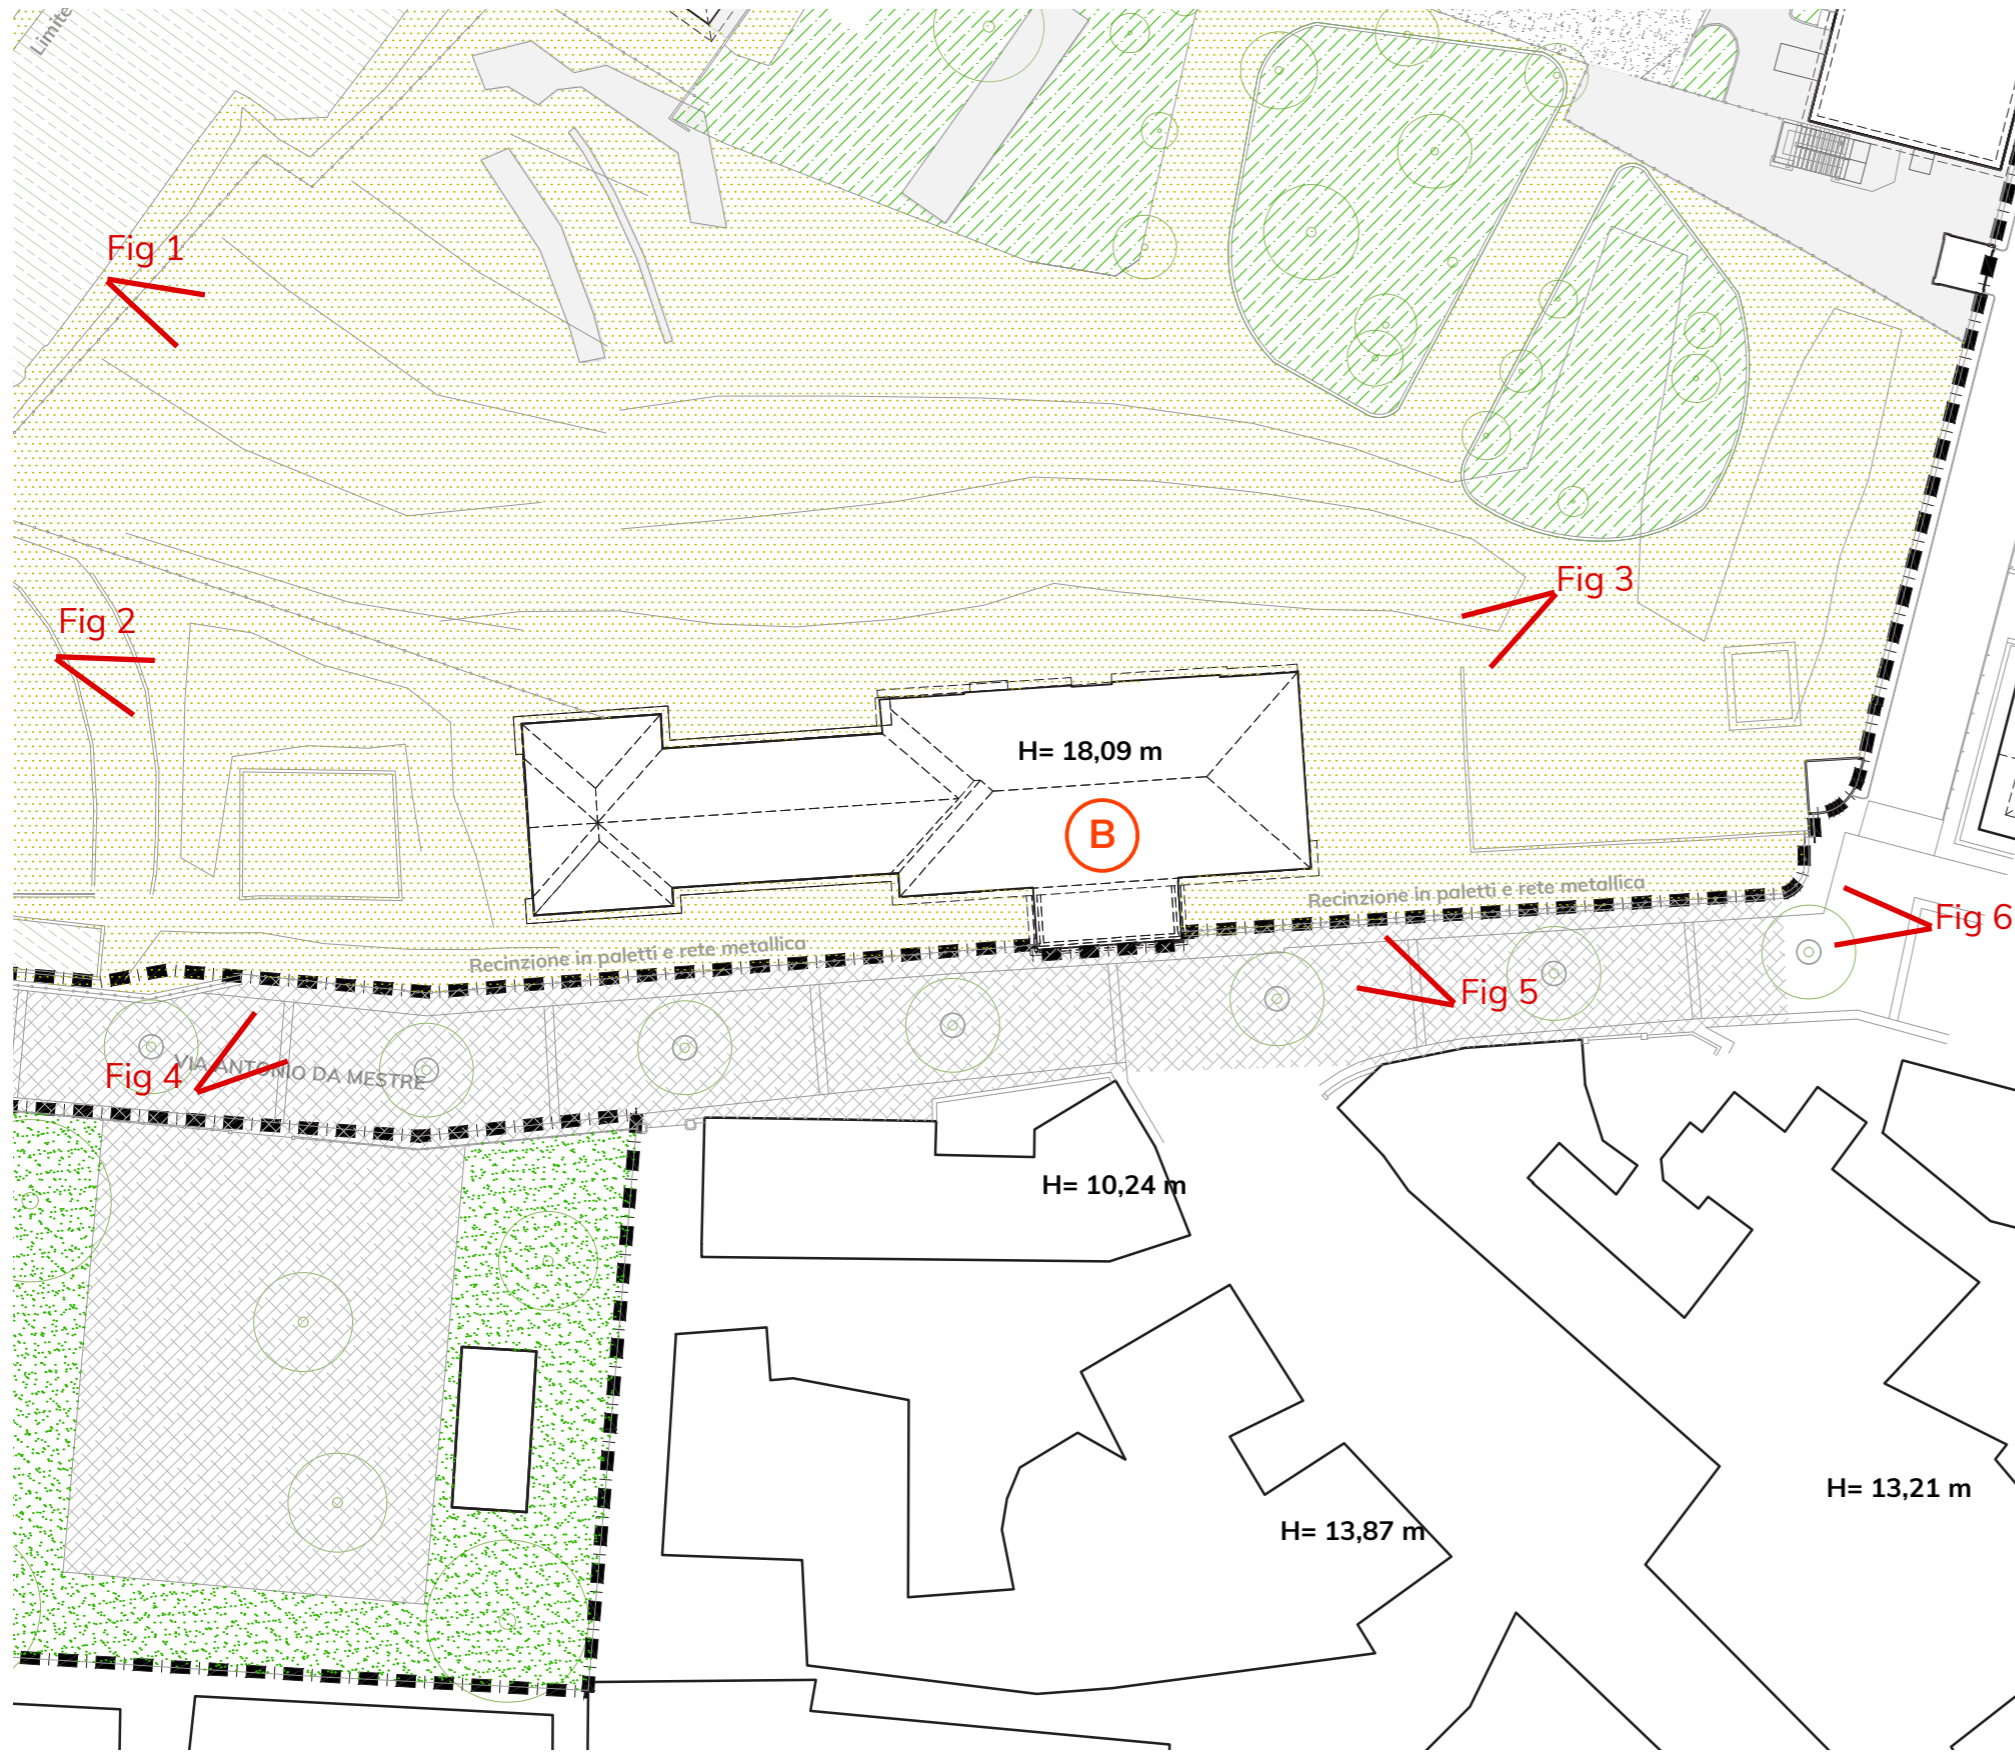 Limite
Fig 1
Fig 2
Fig 3
H= 18,09 m
B
Recinzione in paletti e rete metallica
Fig 6
Recinzione in paletti e rete metallica
Fig 5
VIA ANTONIO DA MESTRE
Fig 4
H= 10,24 m
H= 13,21 m
H= 13,87 m